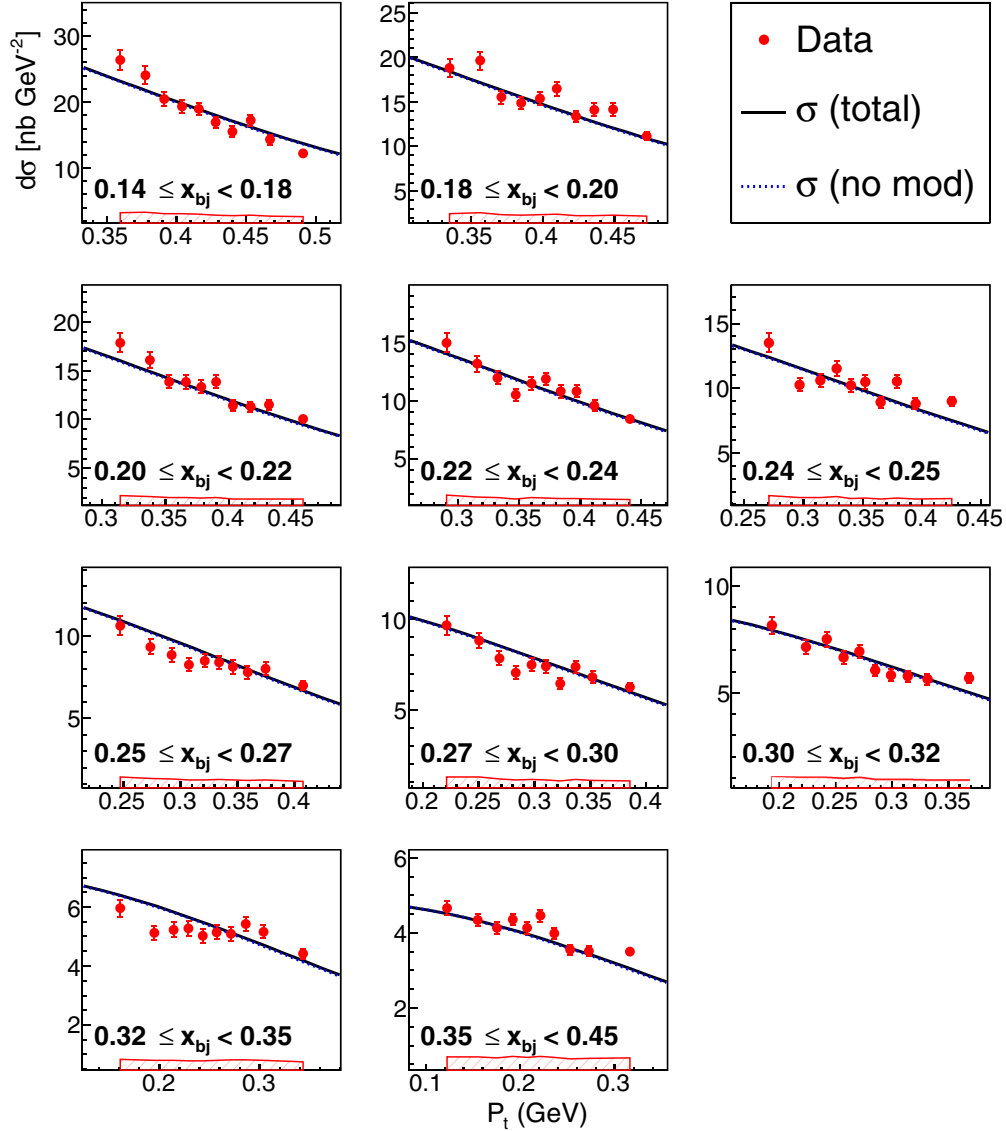 dσ [nb GeV⁻²]
30
20
10
0.14 ≤ x_bj < 0.18
0.35 0.4 0.45 0.5
25
20
15
10
5
0.18 ≤ x_bj < 0.20
0.35 0.4 0.45
Data
σ (total)
σ (no mod)
20
15
10
5
0.20 ≤ x_bj < 0.22
0.3 0.35 0.4 0.45
15
10
5
0.22 ≤ x_bj < 0.24
0.3 0.35 0.4 0.45
15
10
5
0.24 ≤ x_bj < 0.25
0.25 0.3 0.35 0.4 0.45
10
5
0.25 ≤ x_bj < 0.27
0.25 0.3 0.35 0.4
10
5
0.27 ≤ x_bj < 0.30
0.2 0.25 0.3 0.35 0.4
10
5
0.30 ≤ x_bj < 0.32
0.2 0.25 0.3 0.35
6
4
2
0.32 ≤ x_bj < 0.35
0.2 0.3
6
4
2
0.35 ≤ x_bj < 0.45
0.1 0.2 0.3
P_t (GeV)